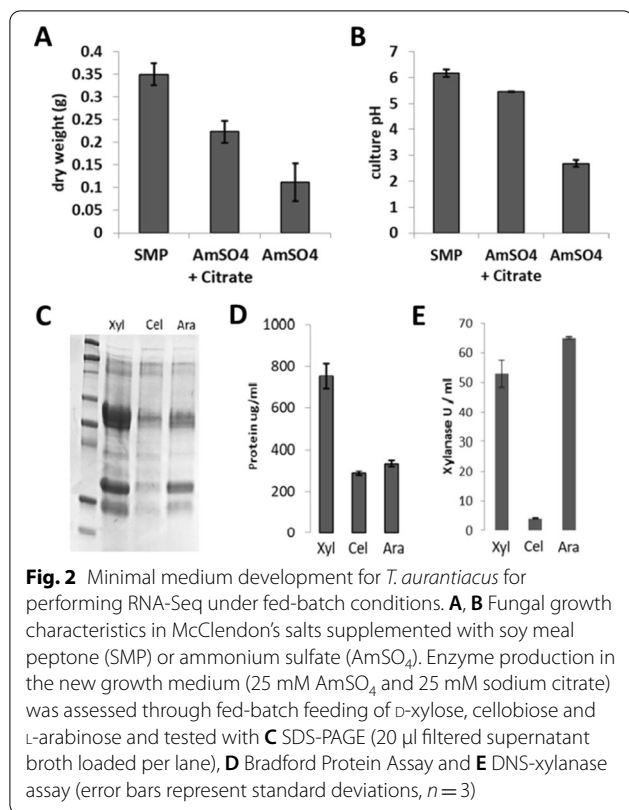 A
dry weight (g)
0.4
0.35
0.3
0.25
0.2
0.15
0.1
0.05
0
SMP
AmSO4
+ Citrate
AmSO4
B
culture pH
7
6
5
4
3
2
1
0
SMP
AmSO4
+ Citrate
AmSO4
C
Xyl Cel Ara
D
Protein ug/ml
1000
800
600
400
200
0
Xyl Cel Ara
E
Xylanase U / ml
70
60
50
40
30
20
10
0
Xyl Cel Ara
Fig. 2 Minimal medium development for T. aurantiacus for
performing RNA-Seq under fed-batch conditions. A, B Fungal growth
characteristics in McClendon's salts supplemented with soy meal
peptone (SMP) or ammonium sulfate (AmSO₄). Enzyme production in
the new growth medium (25 mM AmSO₄ and 25 mM sodium citrate)
was assessed through fed-batch feeding of D-xylose, cellobiose and
L-arabinose and tested with C SDS-PAGE (20 µl filtered supernatant
broth loaded per lane), D Bradford Protein Assay and E DNS-xylanase
assay (error bars represent standard deviations, n = 3)